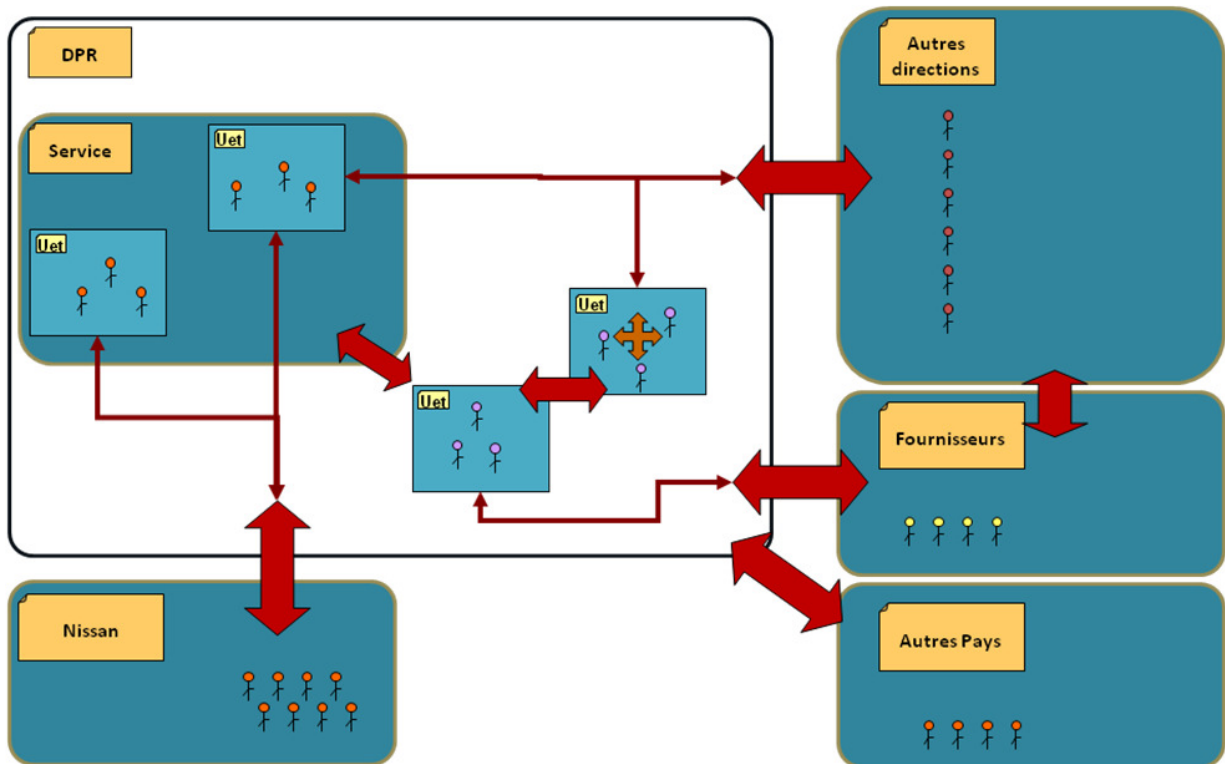 DPR
Autres
directions
Service
Uet
Uet
Uet
Uet
Fournisseurs
Nissan
Autres Pays